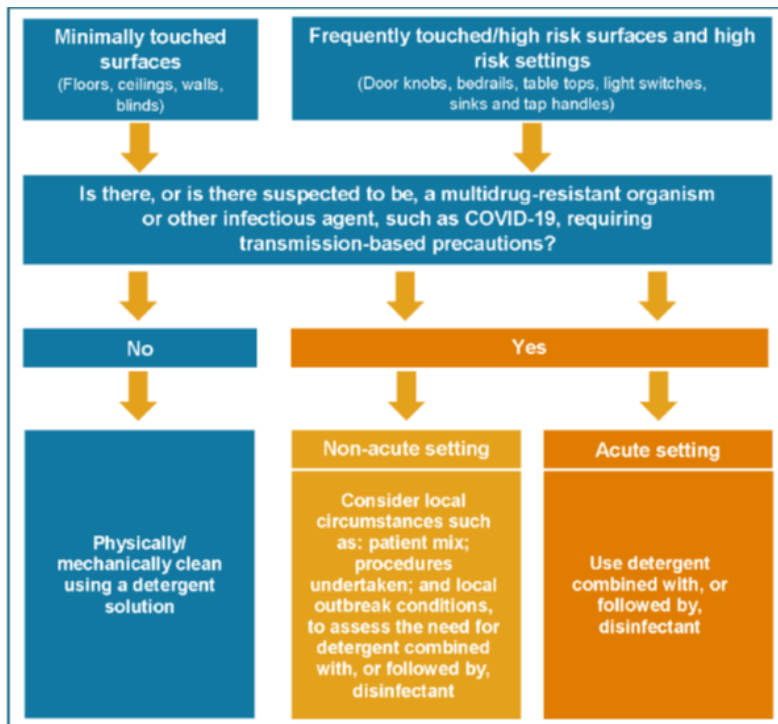 Minimally touched
surfaces
(Floors, ceilings, walls,
blinds)
Frequently touched/high risk surfaces and high
risk settings
(Door knobs, bedrails, table tops, light switches,
sinks and tap handles)
Is there, or is there suspected to be, a multidrug-resistant organism
or other infectious agent, such as COVID-19, requiring
transmission-based precautions?
No
Yes
Physically/
mechanically clean
using a detergent
solution
Non-acute setting
Consider local
circumstances such
as: patient mix;
procedures
undertaken; and local
outbreak conditions,
to assess the need for
detergent combined
with, or followed by,
disinfectant
Acute setting
Use detergent
combined with, or
followed by,
disinfectant